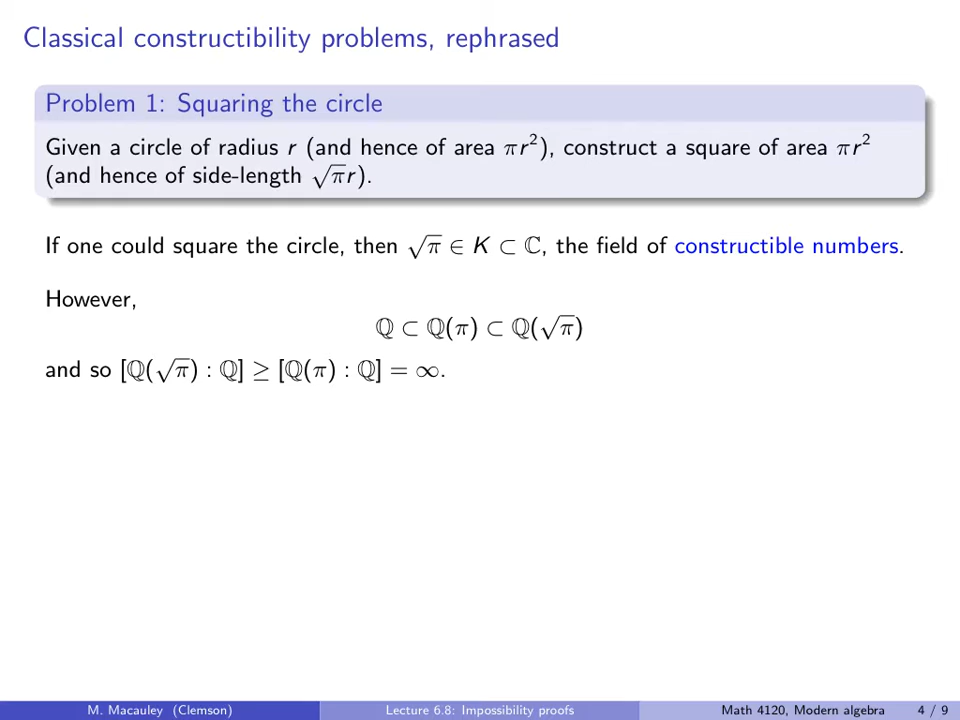 Classical constructibility problems, rephrased
Problem 1: Squaring the circle
Given a circle of radius r (and hence of area πr²), construct a square of area πr²
(and hence of side-length √πr).
If one could square the circle, then √π ∈ K ⊂ ℂ, the field of constructible numbers.
However,
ℚ ⊂ ℚ(π) ⊂ ℚ(√π)
and so [ℚ(√π) : ℚ] ≥ [ℚ(π) : ℚ] = ∞.
M. Macauley (Clemson) Lecture 6.8: Impossibility proofs Math 4120, Modern algebra 4 / 9